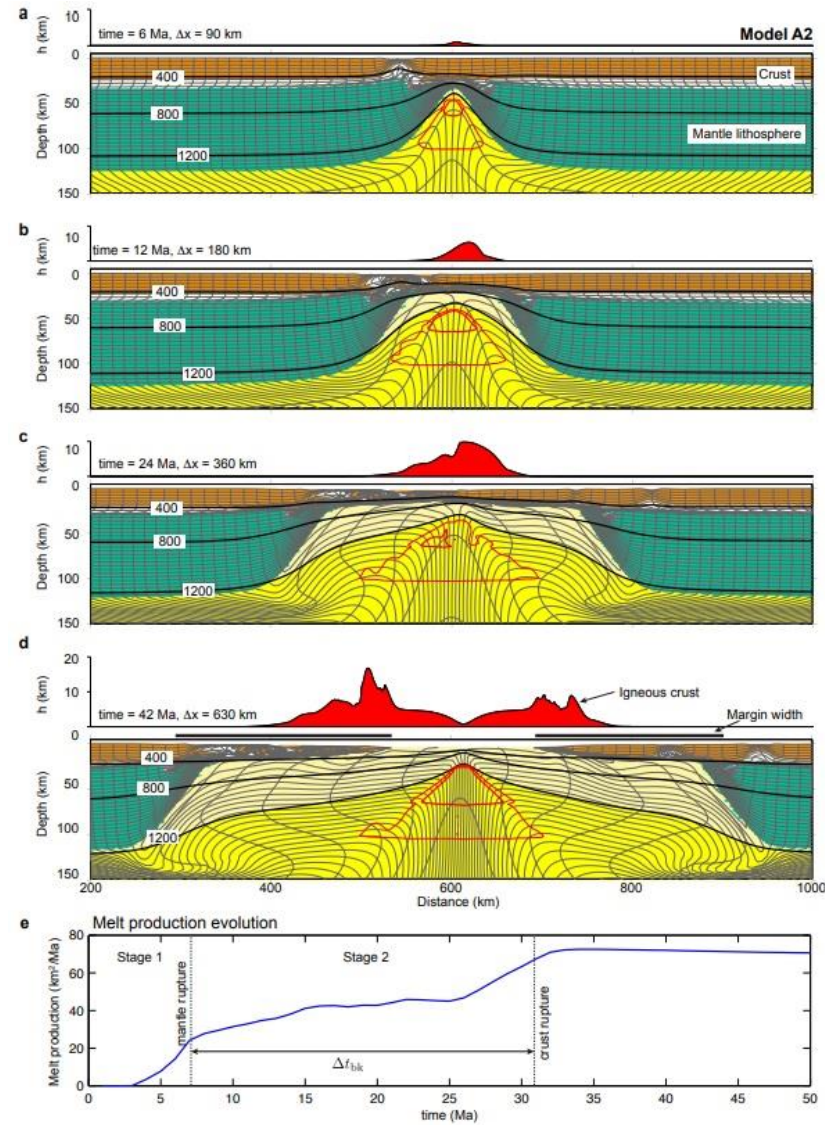 a
h (km)
10
0
time = 6 Ma, Δx = 90 km
Model A2
Depth (km)
0
50
100
150
400
800
1200
Crust
Mantle lithosphere
b
h (km)
10
0
time = 12 Ma, Δx = 180 km
Depth (km)
0
50
100
150
400
800
1200
c
h (km)
10
0
time = 24 Ma, Δx = 360 km
Depth (km)
0
50
100
150
400
800
1200
d
h (km)
20
10
0
time = 42 Ma, Δx = 630 km
Igneous crust
Margin width
Depth (km)
0
50
100
150
400
800
1200
200 400 600 800 1000
Distance (km)
e Melt production evolution
Melt production (km²/Ma)
80
60
40
20
0
Stage 1
mantle rupture
Stage 2
Δt_bk
crust rupture
0 5 10 15 20 25 30 35 40 45 50
time (Ma)